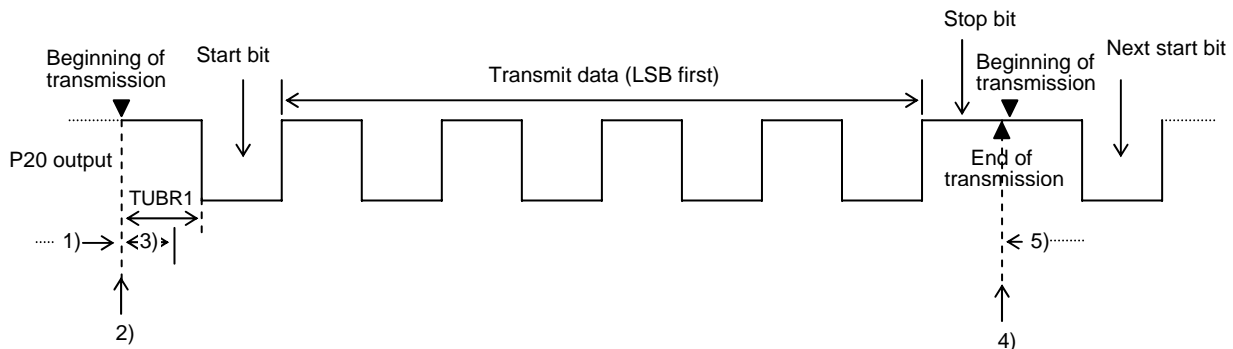 Stop bit
Beginning of
transmission
Start bit
Transmit data (LSB first)
Beginning of
transmission
Next start bit
P20 output
End of
transmission
TUBR1
1)
3)
5)
2)
4)